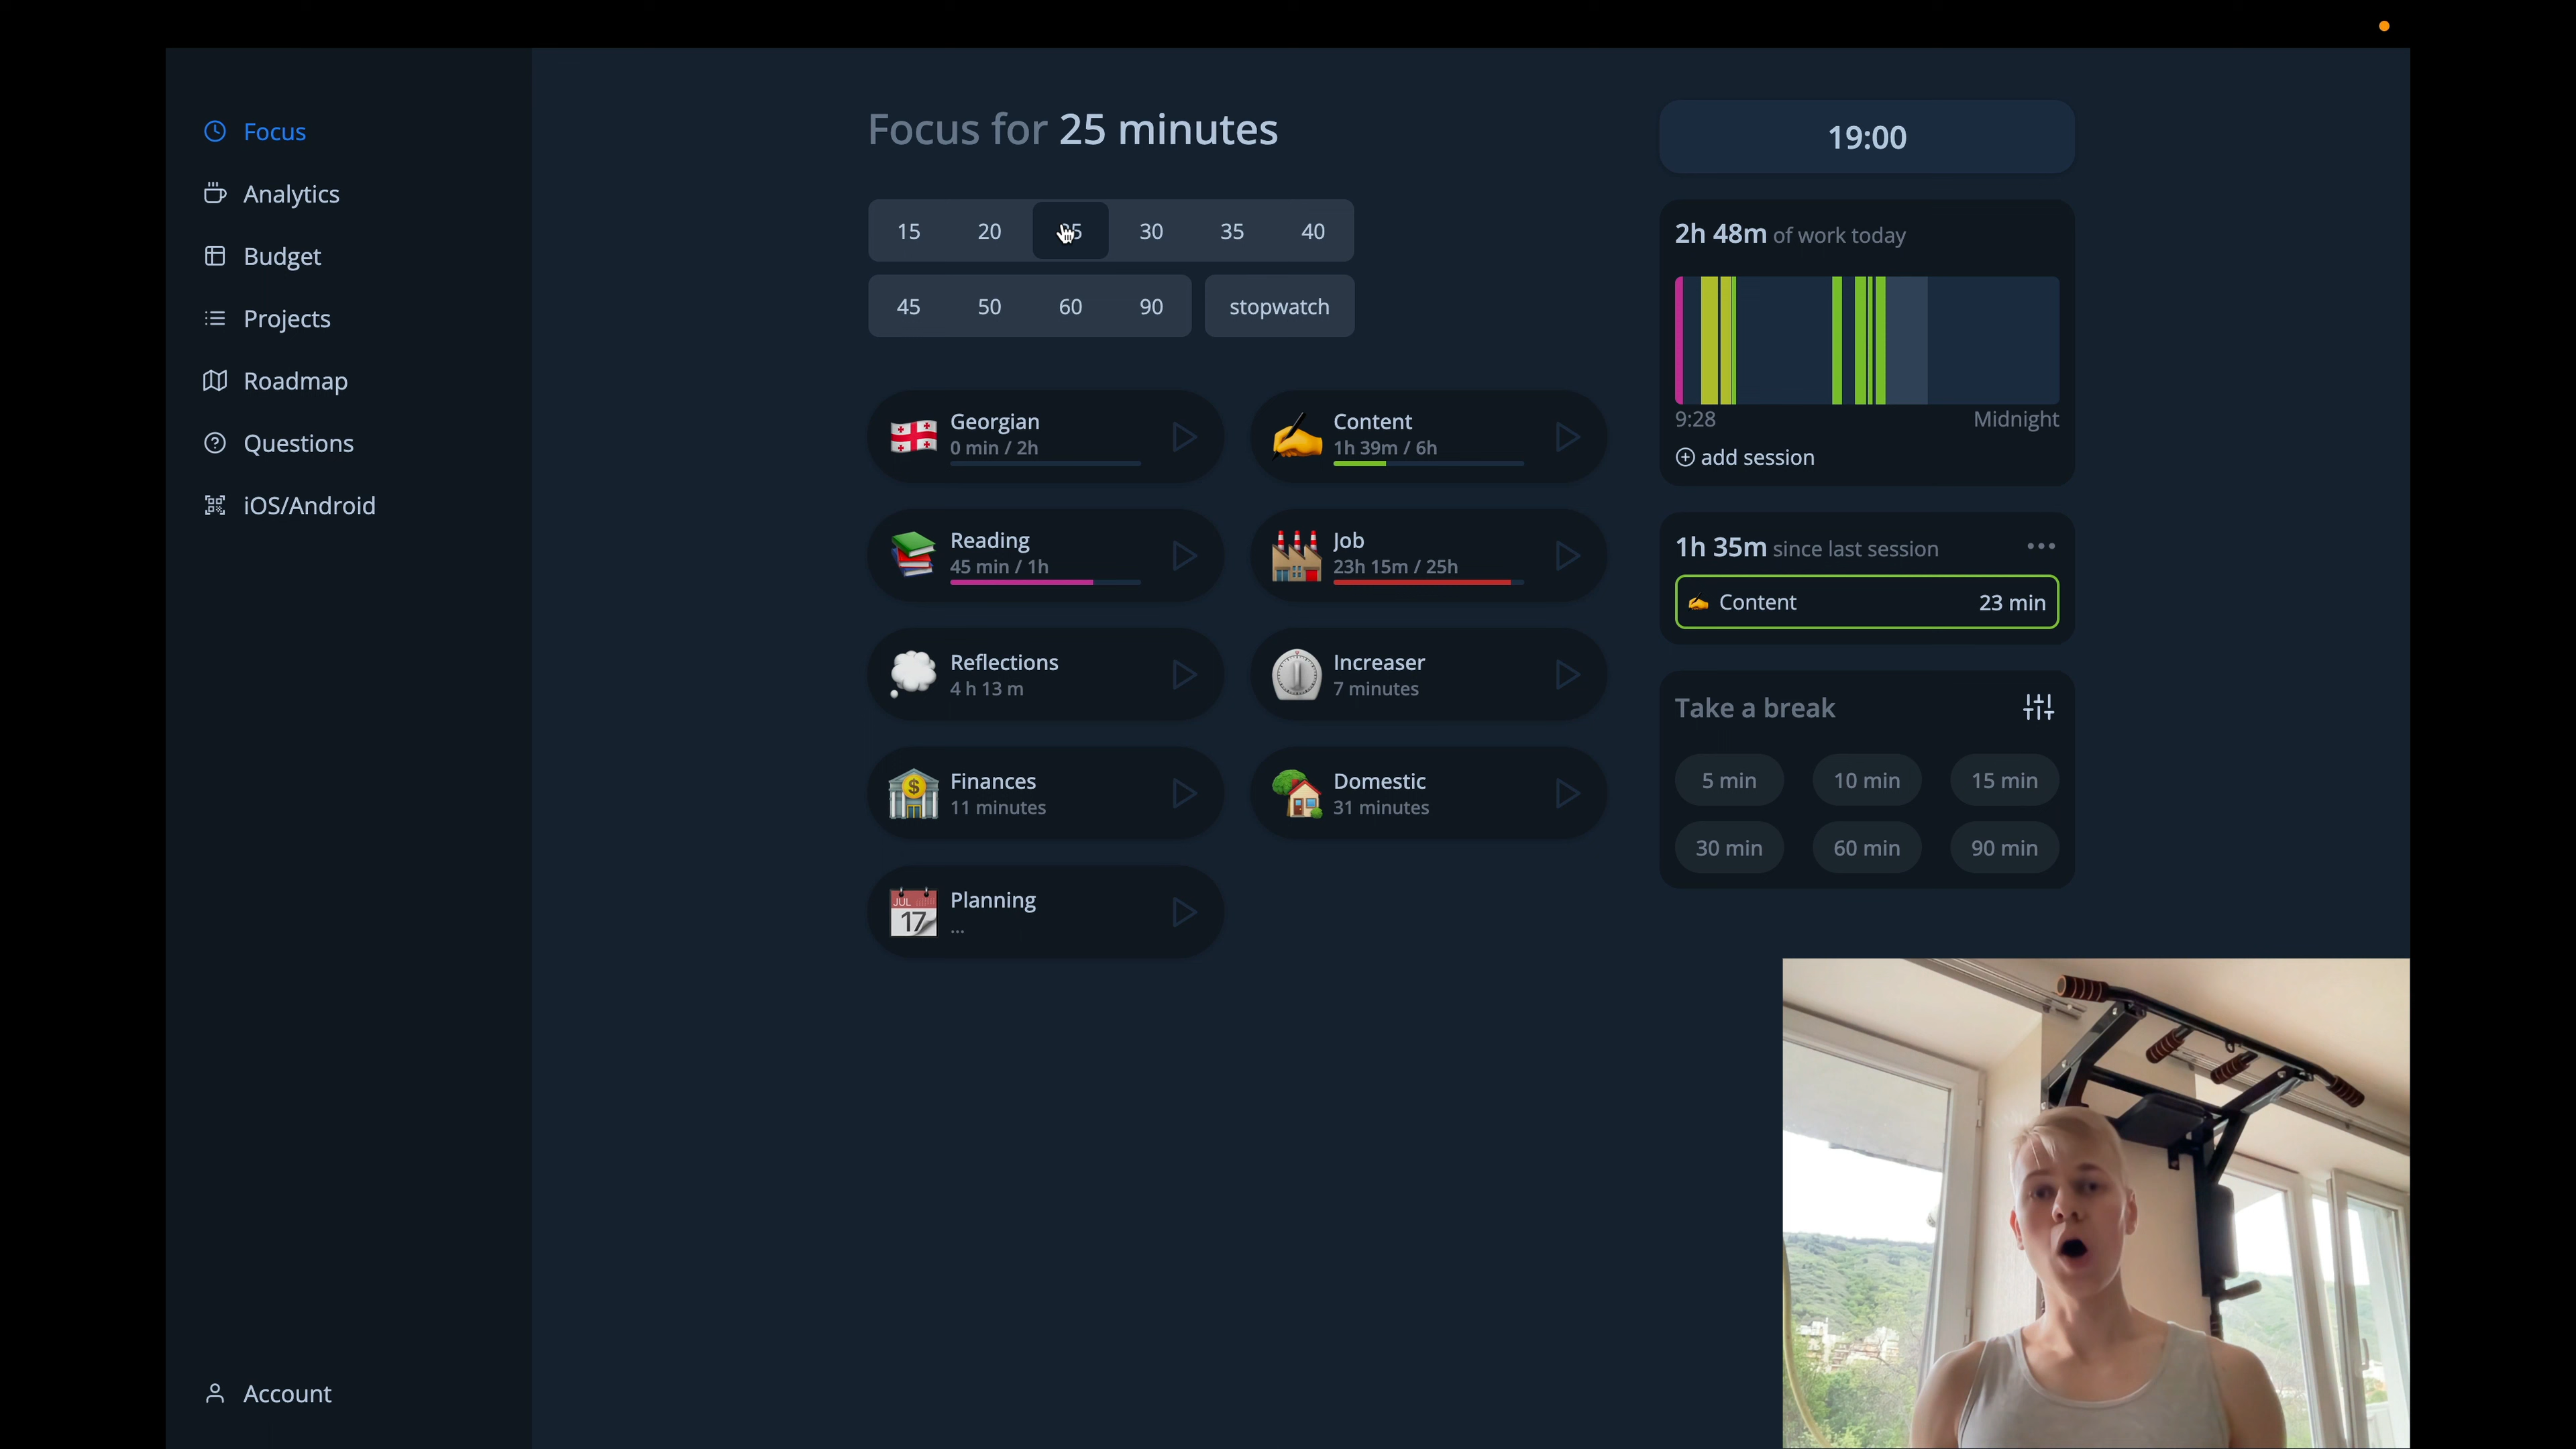 Focus
Analytics
Budget
Projects
Roadmap
Questions
iOS/Android
Account
Focus for 25 minutes
15 20 25 30 35 40
45 50 60 90 stopwatch
Georgian
0 min / 2h
Content
1h 39m / 6h
Reading
45 min / 1h
Job
23h 15m / 25h
Reflections
4 h 13 m
Increaser
7 minutes
Finances
11 minutes
Domestic
31 minutes
JUL
17
Planning
...
19:00
2h 48m of work today
9:28 Midnight
add session
1h 35m since last session
Content 23 min
Take a break
5 min 10 min 15 min
30 min 60 min 90 min